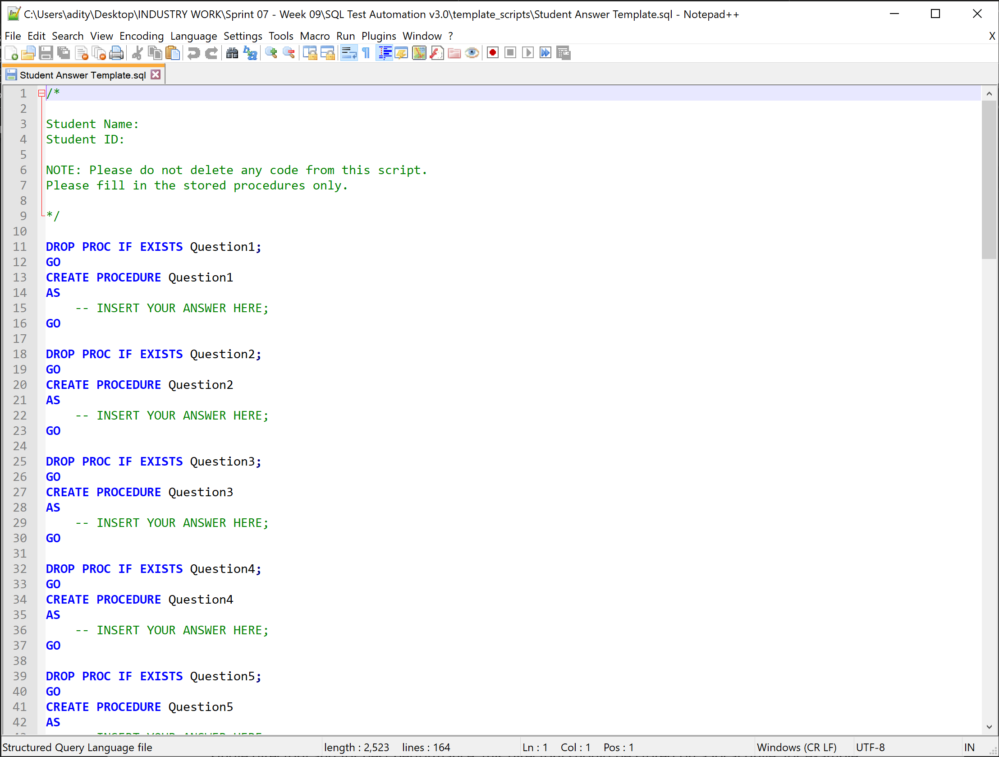 C:\Users\adity\Desktop\INDUSTRY WORK\Sprint 07 - Week 09\SQL Test Automation v3.0\template_scripts\Student Answer Template.sql - Notepad++
File Edit Search View Encoding Language Settings Tools Macro Run Plugins Window ? X
Student Answer Template.sql
1 /*
2
3 Student Name:
4 Student ID:
5
6 NOTE: Please do not delete any code from this script.
7 Please fill in the stored procedures only.
8
9 */
10
11 DROP PROC IF EXISTS Question1;
12 GO
13 CREATE PROCEDURE Question1
14 AS
15 -- INSERT YOUR ANSWER HERE;
16 GO
17
18 DROP PROC IF EXISTS Question2;
19 GO
20 CREATE PROCEDURE Question2
21 AS
22 -- INSERT YOUR ANSWER HERE;
23 GO
24
25 DROP PROC IF EXISTS Question3;
26 GO
27 CREATE PROCEDURE Question3
28 AS
29 -- INSERT YOUR ANSWER HERE;
30 GO
31
32 DROP PROC IF EXISTS Question4;
33 GO
34 CREATE PROCEDURE Question4
35 AS
36 -- INSERT YOUR ANSWER HERE;
37 GO
38
39 DROP PROC IF EXISTS Question5;
40 GO
41 CREATE PROCEDURE Question5
42 AS
Structured Query Language file length : 2,523 lines : 164 Ln : 1 Col : 1 Pos : 1 Windows (CR LF) UTF-8 IN